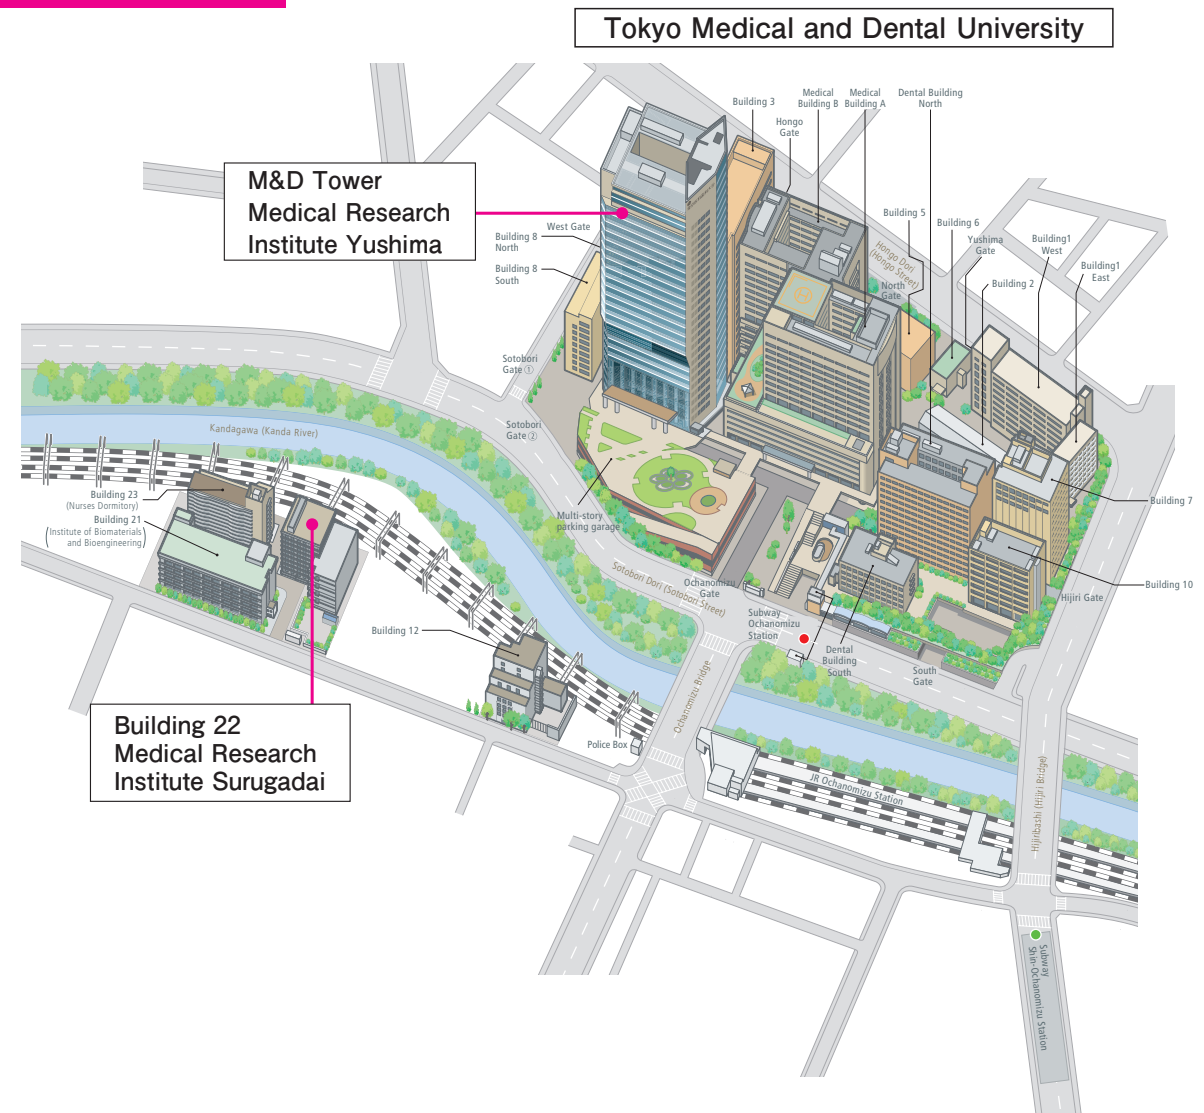 Tokyo Medical and Dental University
Building 3
Medical
Building B
Medical
Building A
Dental Building
North
Hongo
Gate
M&D Tower
Medical Research
Institute Yushima
West Gate
Building 8
North
Building 8
South
Building 5
Building 6
Yushima
Gate
Building1
West
Building1
East
Building 2
Hongo Dori
(Hongo Street)
North
Gate
Sotobori
Gate①
Sotobori
Gate②
Kandagawa (Kanda River)
Building 23
(Nurses Dormitory)
Building 21
(Institute of Biomaterials
and Bioengineering)
Multi-story
parking garage
Building 7
Building 10
Hijiri Gate
Sotobori Dori (Sotobori Street)
Ochanomizu
Gate
Subway
Ochanomizu
Station
Dental
Building
South
South
Gate
Building 12
Ochanomizu Bridge
Police Box
Building 22
Medical Research
Institute Surugadai
JR Ochanomizu Station
Hijiribashi (Hijiri Bridge)
Subway
Shin-Ochanomizu Station